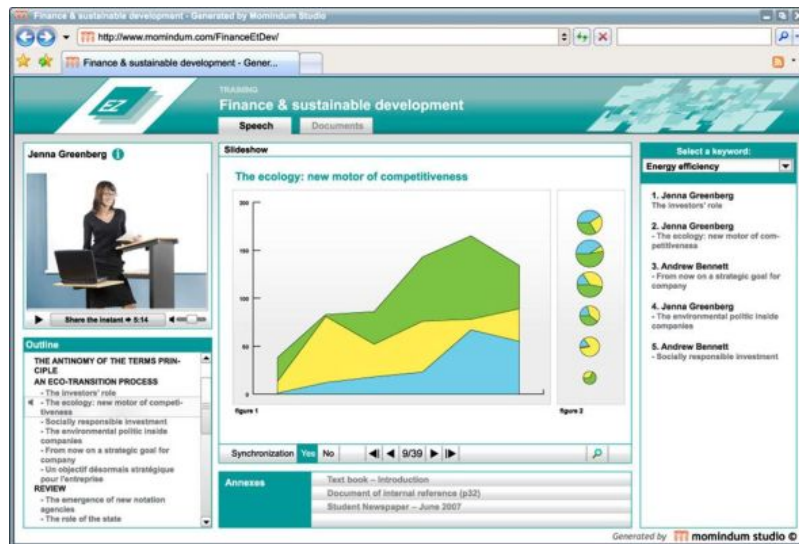 Finance & sustainable development - Generated by Momindum Studio
http://www.momindum.com/FinanceEtDev/
Finance & sustainable development - Gener...
EZ
TRAINING
Finance & sustainable development
Speech
Documents
Jenna Greenberg
Share the instant 5:14
Outline
THE ANTINOMY OF THE TERMS PRIN-
CIPLE
AN ECO-TRANSITION PROCESS
- The investors' role
- The ecology: new motor of competi-
tiveness
- Socially responsible investment
- The environmental politic inside
companies
- From now on a strategic goal for
company
- Un objectif désormais stratégique
pour l'entreprise
REVIEW
- The emergence of new notation
agencies
- The role of the state
Slideshow
The ecology: new motor of competitiveness
200
150
100
50
0
figure 1
figure 2
Synchronization Yes No 9/39
Annexes
Text book – Introduction
Document of internal reference (p32)
Student Newspaper – June 2007
Select a keyword:
Energy efficiency
1. Jenna Greenberg
The investors' role
2. Jenna Greenberg
- The ecology: new motor of com-
petitiveness
3. Andrew Bennett
- From now on a strategic goal for
company
4. Jenna Greenberg
- The environmental politic inside
companies
5. Andrew Bennett
- Socially responsible investment
Generated by momindum studio ©